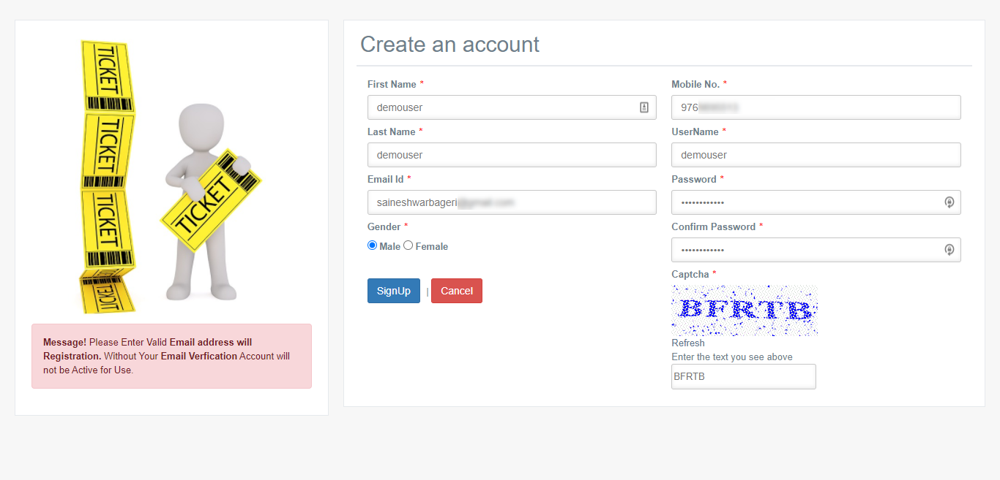 TICKET
TICKET
TICKET
TICKET
TICKET
Message! Please Enter Valid Email address will
Registration. Without Your Email Verfication Account will
not be Active for Use.
Create an account
First Name *
demouser
Last Name *
demouser
Email Id *
saineshwarbageri
Gender *
Male Female
SignUp | Cancel
Mobile No. *
976
UserName *
demouser
Password *
••••••••••••
Confirm Password *
••••••••••••
Captcha *
BFRTB
Refresh
Enter the text you see above
BFRTB